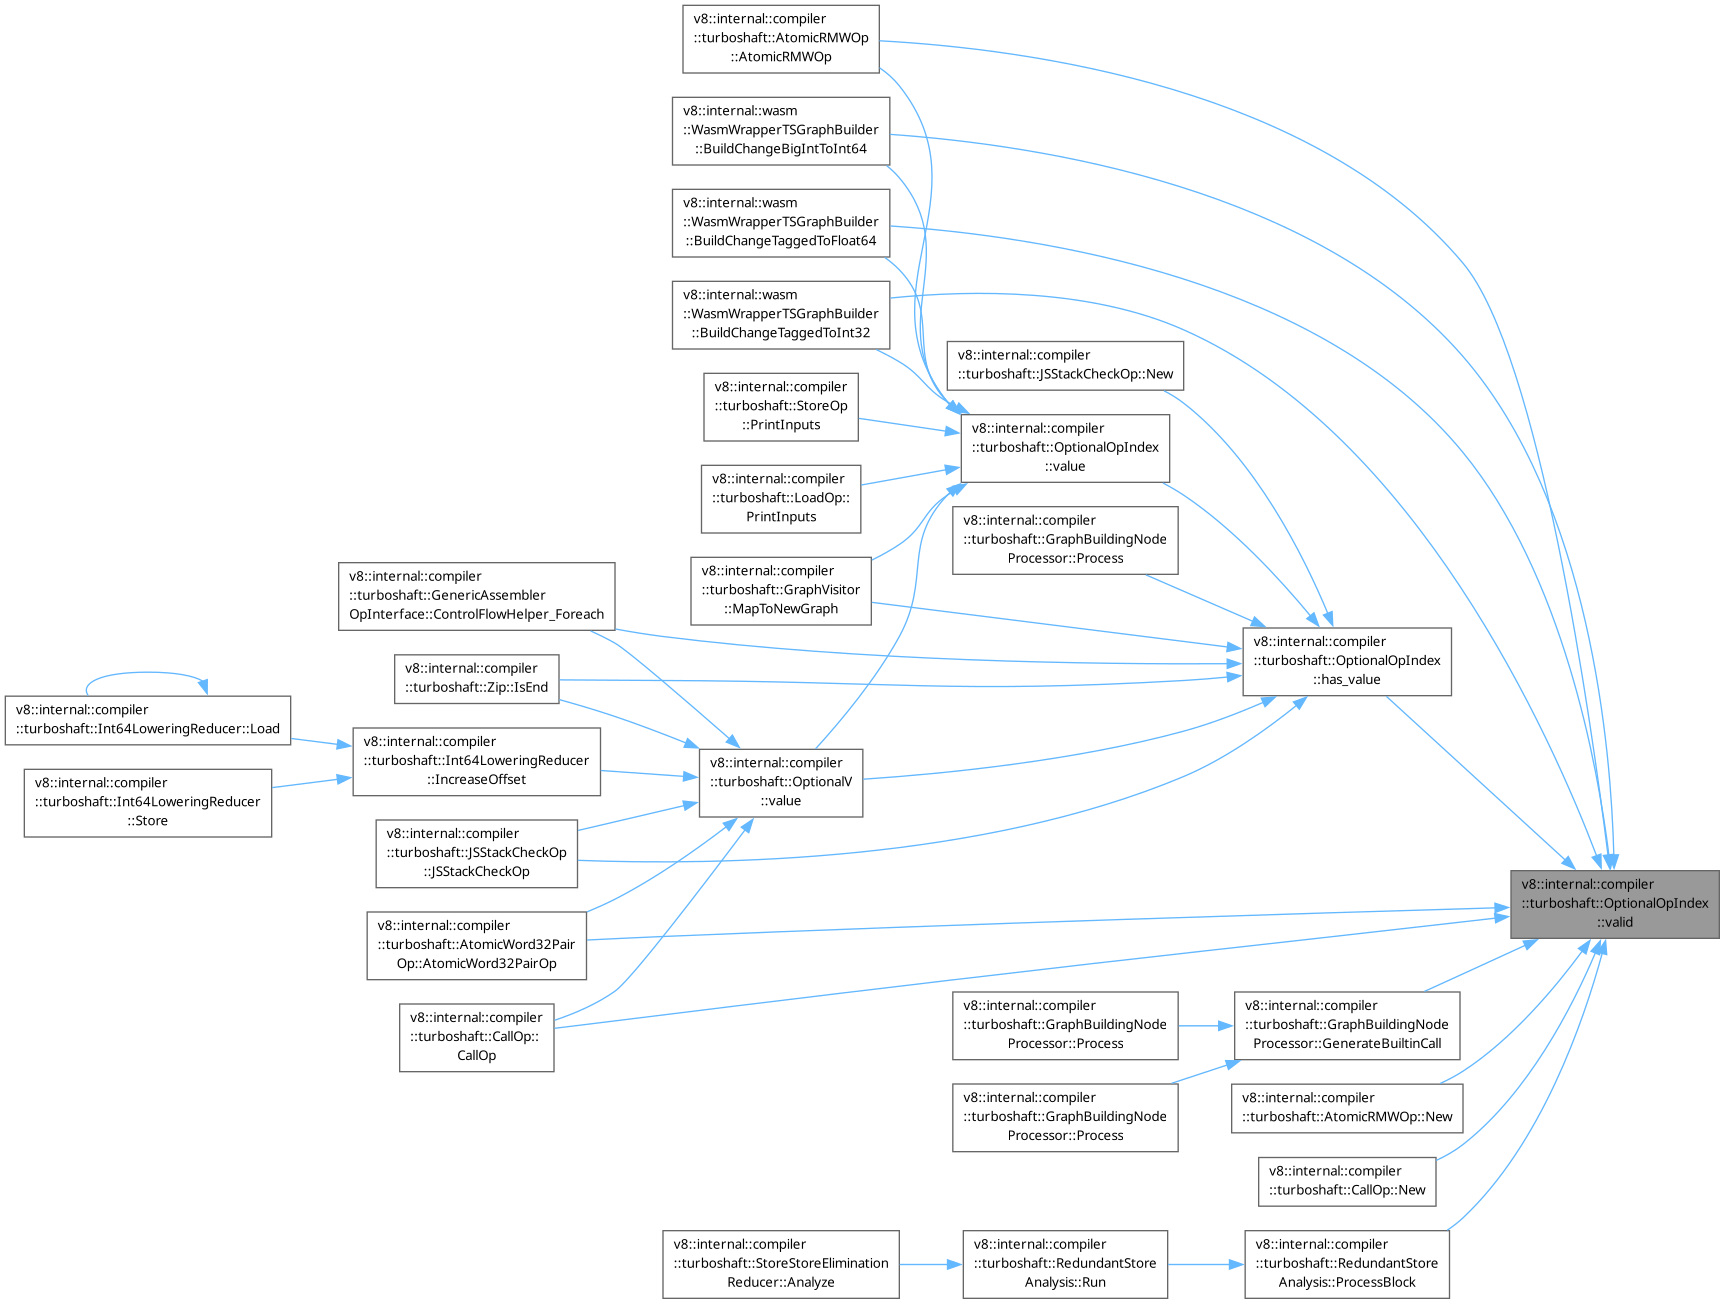 v8::internal::compiler
::turboshaft::AtomicRMWOp
::AtomicRMWOp
v8::internal::wasm
::WasmWrapperTSGraphBuilder
::BuildChangeBigIntToInt64
v8::internal::wasm
::WasmWrapperTSGraphBuilder
::BuildChangeTaggedToFloat64
v8::internal::wasm
::WasmWrapperTSGraphBuilder
::BuildChangeTaggedToInt32
v8::internal::compiler
::turboshaft::JSStackCheckOp::New
v8::internal::compiler
::turboshaft::StoreOp
::PrintInputs
v8::internal::compiler
::turboshaft::OptionalOpIndex
::value
v8::internal::compiler
::turboshaft::LoadOp::
PrintInputs
v8::internal::compiler
::turboshaft::GraphBuildingNode
Processor::Process
v8::internal::compiler
::turboshaft::GraphVisitor
::MapToNewGraph
v8::internal::compiler
::turboshaft::GenericAssembler
OpInterface::ControlFlowHelper_Foreach
v8::internal::compiler
::turboshaft::OptionalOpIndex
::has_value
v8::internal::compiler
::turboshaft::Zip::IsEnd
v8::internal::compiler
::turboshaft::Int64LoweringReducer::Load
v8::internal::compiler
::turboshaft::Int64LoweringReducer
::IncreaseOffset
v8::internal::compiler
::turboshaft::OptionalV
::value
v8::internal::compiler
::turboshaft::Int64LoweringReducer
::Store
v8::internal::compiler
::turboshaft::JSStackCheckOp
::JSStackCheckOp
v8::internal::compiler
::turboshaft::OptionalOpIndex
::valid
v8::internal::compiler
::turboshaft::AtomicWord32Pair
Op::AtomicWord32PairOp
v8::internal::compiler
::turboshaft::CallOp::
CallOp
v8::internal::compiler
::turboshaft::GraphBuildingNode
Processor::Process
v8::internal::compiler
::turboshaft::GraphBuildingNode
Processor::GenerateBuiltinCall
v8::internal::compiler
::turboshaft::GraphBuildingNode
Processor::Process
v8::internal::compiler
::turboshaft::AtomicRMWOp::New
v8::internal::compiler
::turboshaft::CallOp::New
v8::internal::compiler
::turboshaft::StoreStoreElimination
Reducer::Analyze
v8::internal::compiler
::turboshaft::RedundantStore
Analysis::Run
v8::internal::compiler
::turboshaft::RedundantStore
Analysis::ProcessBlock